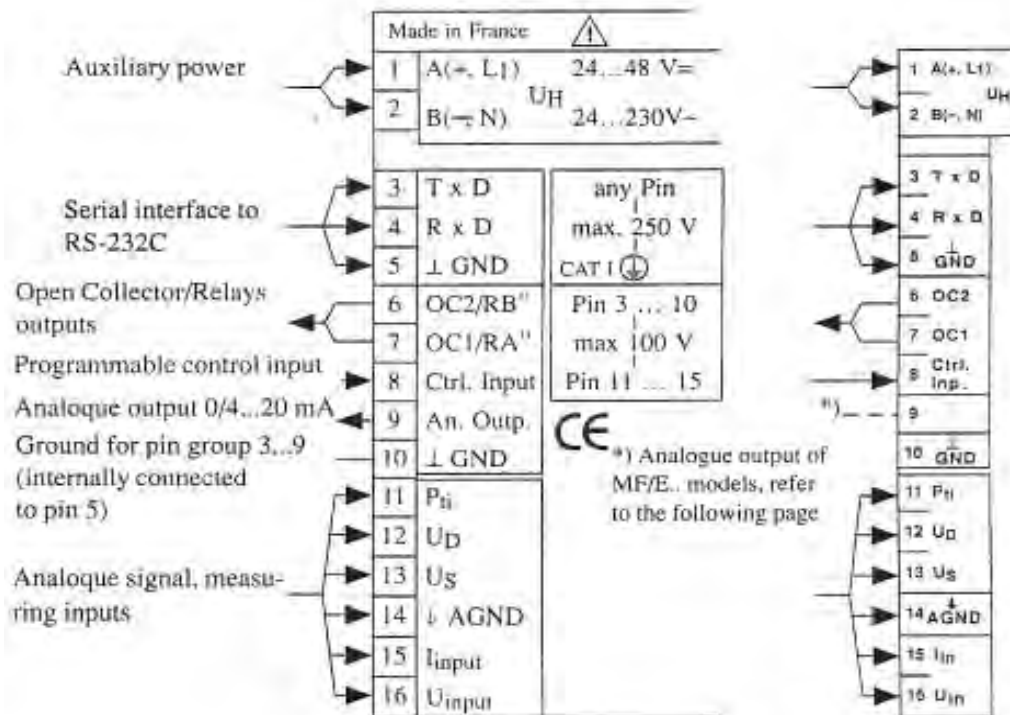 Made in France
Auxiliary power
1 A(+, L1) 24...48 V=
UH
2 B(-, N) 24...230V~
Serial interface to
RS-232C
3 T x D
4 R x D
5 ⊥ GND
any Pin
max. 250 V
CAT I
Open Collector/Relays
outputs
6 OC2/RB*)
7 OC1/RA*)
Pin 3 ... 10
max 100 V
Pin 11 ... 15
Programmable control input
8 Ctrl. Input
Analoque output 0/4...20 mA
9 An. Outp.
Ground for pin group 3...9
(internally connected
to pin 5)
10 ⊥ GND
CE
*) Analogue output of
MF/E.. models, refer
to the following page
Analoque signal, measu-
ring inputs
11 Pti
12 UD
13 US
14 AGND
15 Iinput
16 Uinput
1 A(+, L1)
UH
2 B(-, N)
3 T x D
4 R x D
5 GND
6 OC2
7 OC1
8 Ctrl.
Inp.
*) 9
10 GND
11 Pti
12 UD
13 US
14 AGND
15 Iin
16 Uin